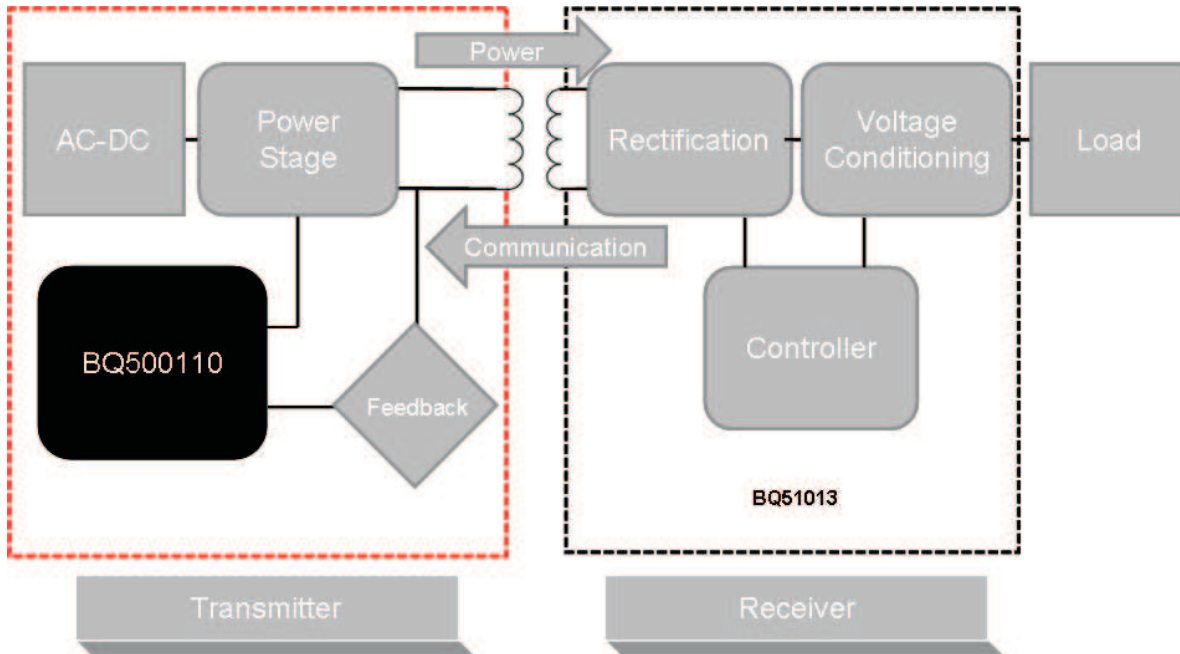 Power
AC-DC
Power
Stage
Rectification
Voltage
Conditioning
Load
Communication
BQ500110
Feedback
Controller
BQ51013
Transmitter
Receiver